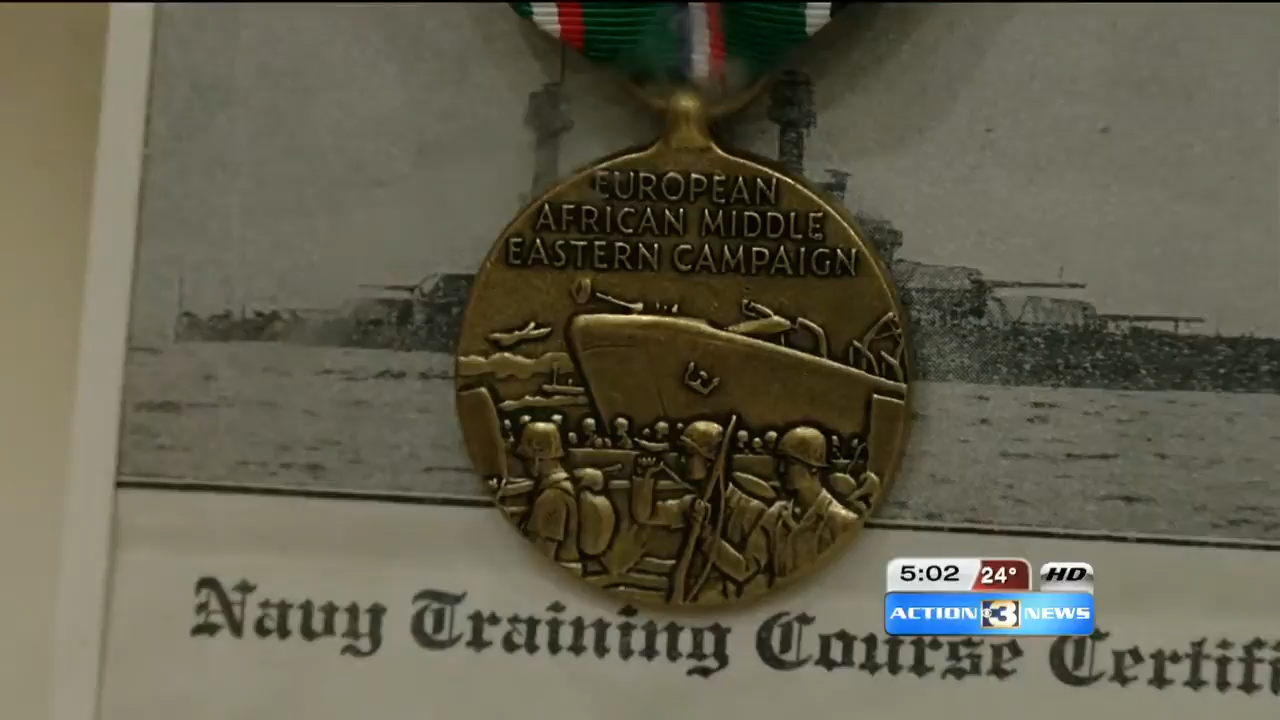 EUROPEAN
AFRICAN MIDDLE
EASTERN CAMPAIGN
Navy Training Course Certifi
5:02 24° HD
ACTION 3 NEWS